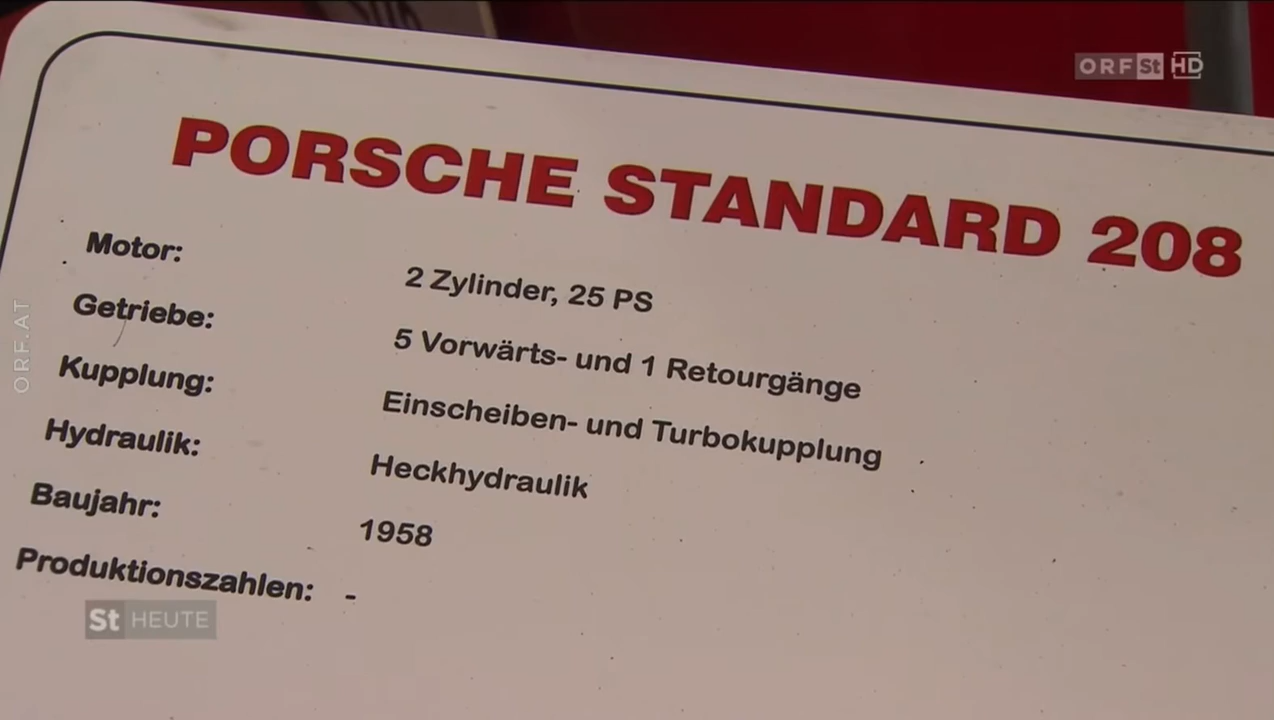 ORF St HD
PORSCHE STANDARD 208
Motor: 2 Zylinder, 25 PS
Getriebe: 5 Vorwärts- und 1 Retourgänge
Kupplung: Einscheiben- und Turbokupplung
Hydraulik: Heckhydraulik
Baujahr: 1958
Produktionszahlen: -
ORF.AT
St HEUTE